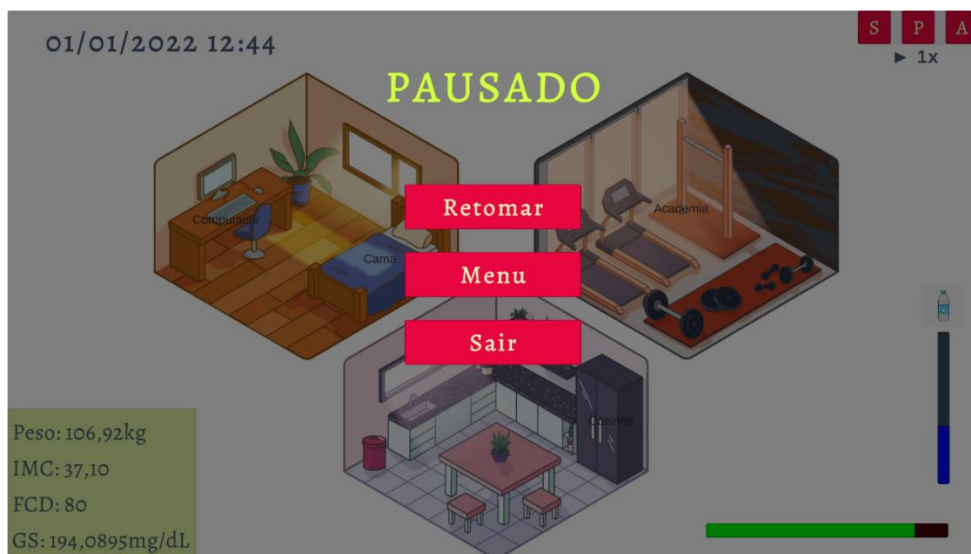 01/01/2022 12:44
S P A
► 1x
PAUSADO
Computador
Cama
Academia
Retomar
Menu
Sair
Cozinha
Peso: 106,92kg
IMC: 37,10
FCD: 80
GS: 194,0895mg/dL